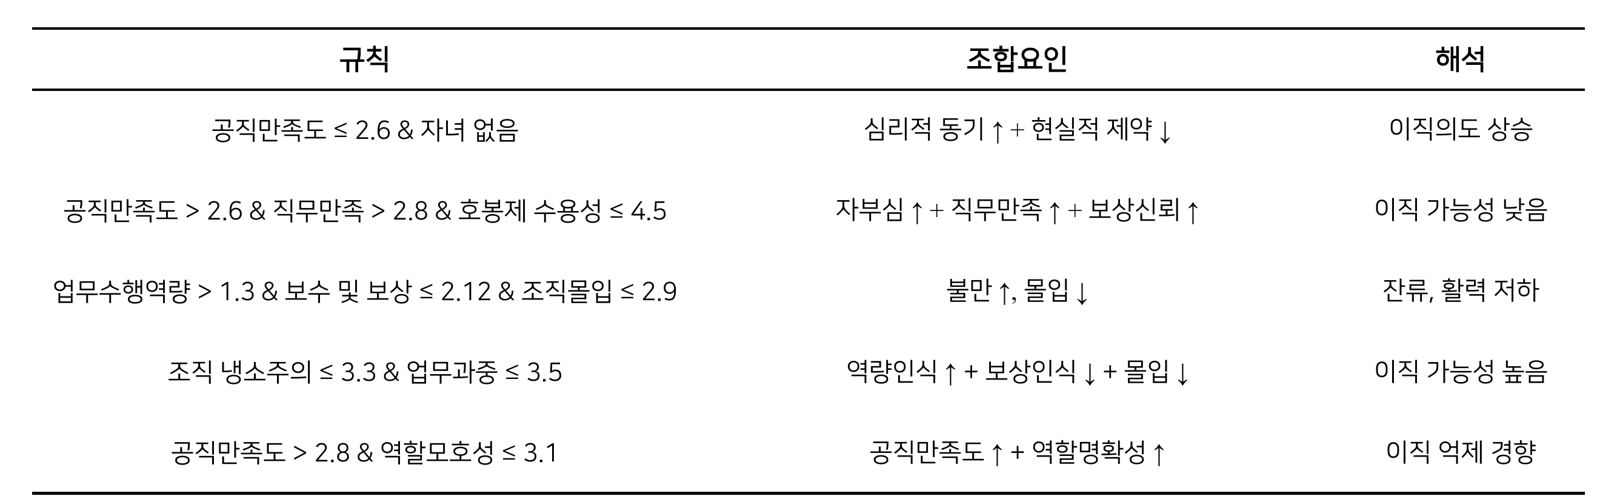 규칙 조합요인 해석
공직만족도 ≤ 2.6 & 자녀 없음 심리적 동기 ↑ + 현실적 제약 ↓ 이직의도 상승
공직만족도 > 2.6 & 직무만족 > 2.8 & 호봉제 수용성 ≤ 4.5 자부심 ↑ + 직무만족 ↑ + 보상신뢰 ↑ 이직 가능성 낮음
업무수행역량 > 1.3 & 보수 및 보상 ≤ 2.12 & 조직몰입 ≤ 2.9 불만 ↑, 몰입 ↓ 잔류, 활력 저하
조직 냉소주의 ≤ 3.3 & 업무과중 ≤ 3.5 역량인식 ↑ + 보상인식 ↓ + 몰입 ↓ 이직 가능성 높음
공직만족도 > 2.8 & 역할모호성 ≤ 3.1 공직만족도 ↑ + 역할명확성 ↑ 이직 억제 경향